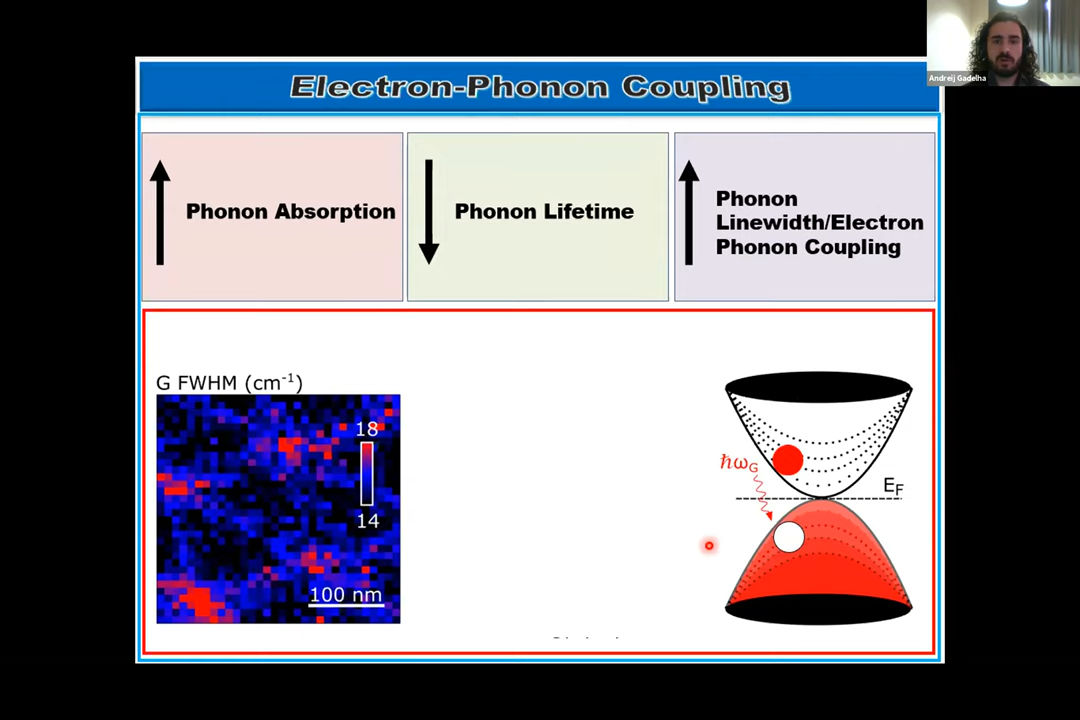 Andreij Gadelha
Electron-Phonon Coupling
Phonon Absorption
Phonon Lifetime
Phonon
Linewidth/Electron
Phonon Coupling
G FWHM (cm⁻¹)
18
14
100 nm
ℏω_G
E_F